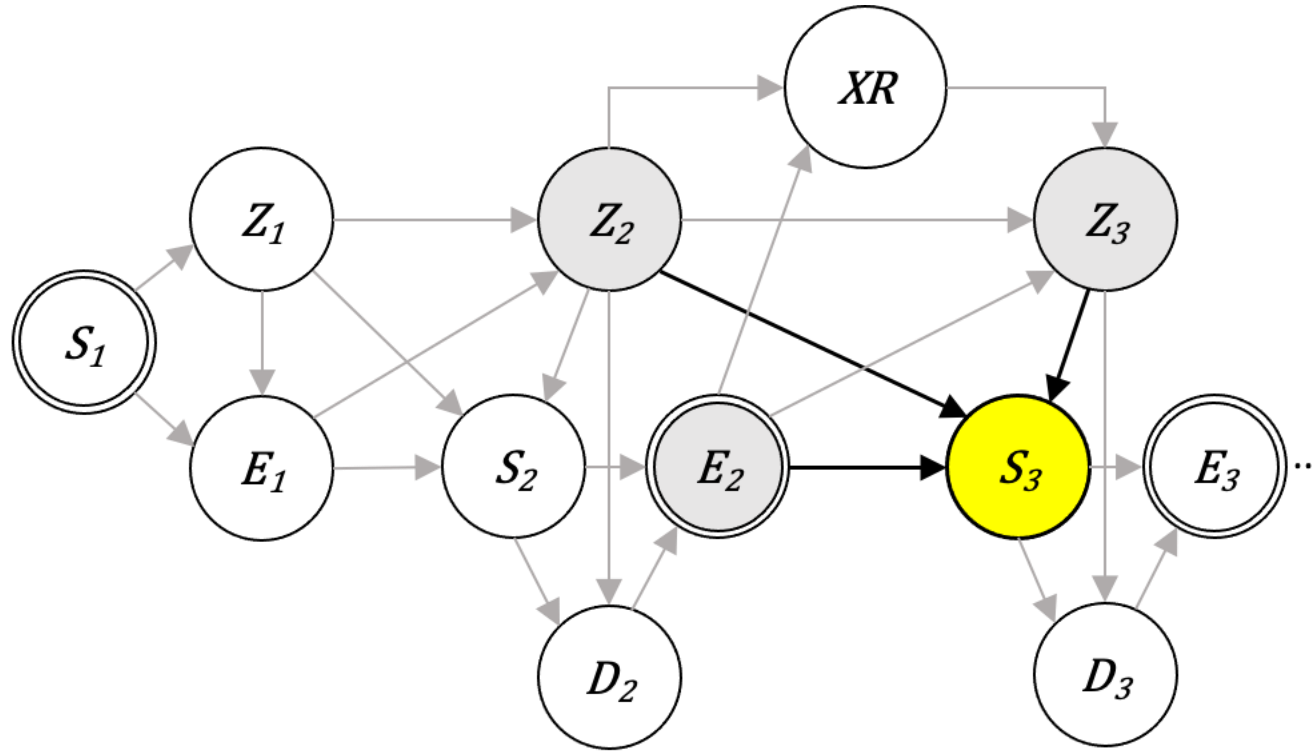 XR
Z₁
Z₂
Z₃
S₁
E₁
S₂
E₂
S₃
E₃
..
D₂
D₃